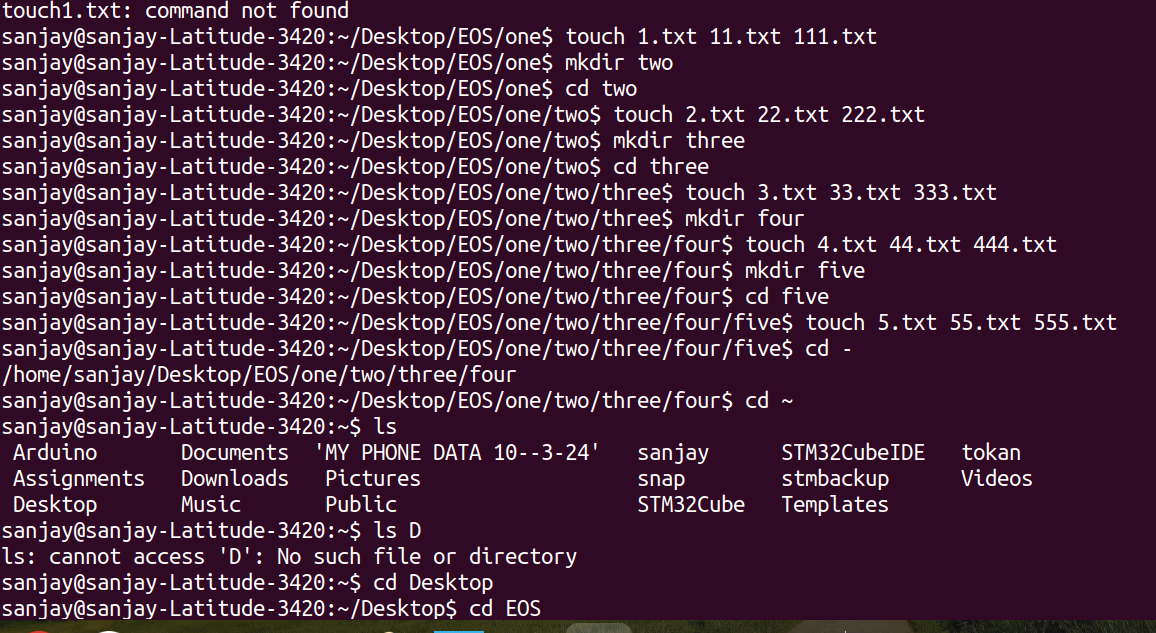 touch1.txt: command not found
sanjay@sanjay-Latitude-3420:~/Desktop/EOS/one$ touch 1.txt 11.txt 111.txt
sanjay@sanjay-Latitude-3420:~/Desktop/EOS/one$ mkdir two
sanjay@sanjay-Latitude-3420:~/Desktop/EOS/one$ cd two
sanjay@sanjay-Latitude-3420:~/Desktop/EOS/one/two$ touch 2.txt 22.txt 222.txt
sanjay@sanjay-Latitude-3420:~/Desktop/EOS/one/two$ mkdir three
sanjay@sanjay-Latitude-3420:~/Desktop/EOS/one/two$ cd three
sanjay@sanjay-Latitude-3420:~/Desktop/EOS/one/two/three$ touch 3.txt 33.txt 333.txt
sanjay@sanjay-Latitude-3420:~/Desktop/EOS/one/two/three$ mkdir four
sanjay@sanjay-Latitude-3420:~/Desktop/EOS/one/two/three/four$ touch 4.txt 44.txt 444.txt
sanjay@sanjay-Latitude-3420:~/Desktop/EOS/one/two/three/four$ mkdir five
sanjay@sanjay-Latitude-3420:~/Desktop/EOS/one/two/three/four$ cd five
sanjay@sanjay-Latitude-3420:~/Desktop/EOS/one/two/three/four/five$ touch 5.txt 55.txt 555.txt
sanjay@sanjay-Latitude-3420:~/Desktop/EOS/one/two/three/four/five$ cd -
/home/sanjay/Desktop/EOS/one/two/three/four
sanjay@sanjay-Latitude-3420:~/Desktop/EOS/one/two/three/four$ cd ~
sanjay@sanjay-Latitude-3420:~$ ls
Arduino Documents 'MY PHONE DATA 10--3-24' sanjay STM32CubeIDE tokan
Assignments Downloads Pictures snap stmbackup Videos
Desktop Music Public STM32Cube Templates
sanjay@sanjay-Latitude-3420:~$ ls D
ls: cannot access 'D': No such file or directory
sanjay@sanjay-Latitude-3420:~$ cd Desktop
sanjay@sanjay-Latitude-3420:~/Desktop$ cd EOS